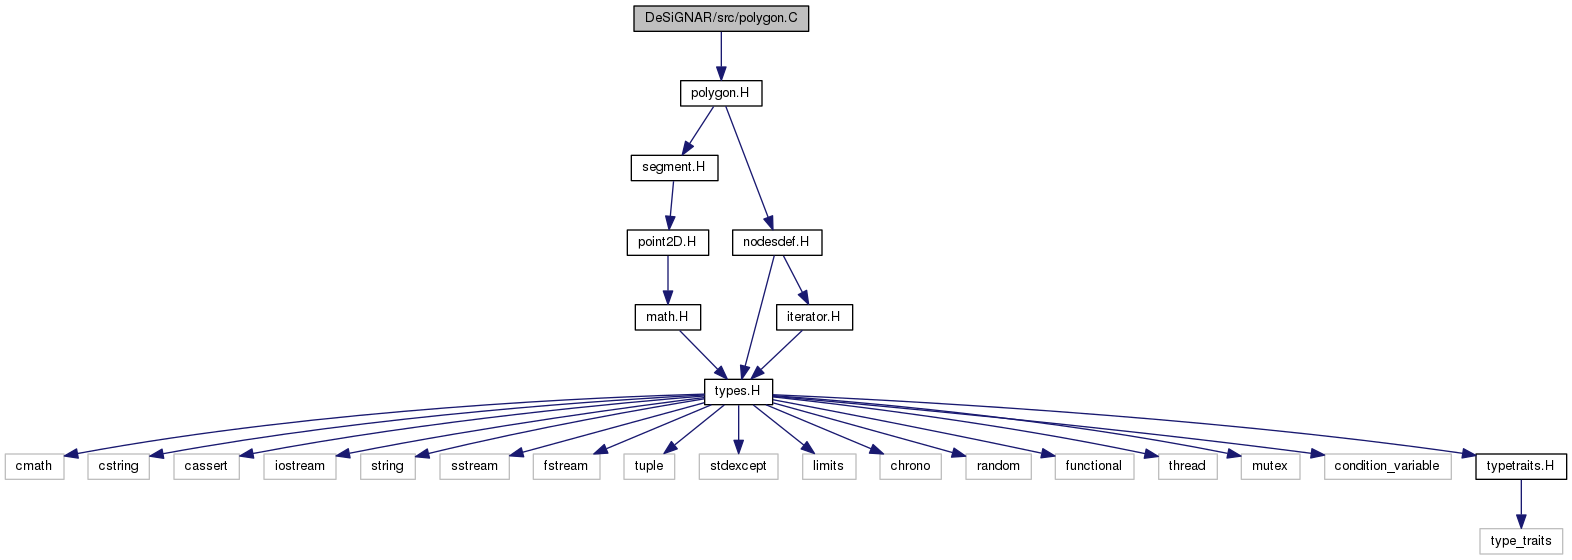 DeSiGNAR/src/polygon.C
polygon.H
segment.H
point2D.H
nodesdef.H
math.H
iterator.H
types.H
cmath
cstring
cassert
iostream
string
sstream
fstream
tuple
stdexcept
limits
chrono
random
functional
thread
mutex
condition_variable
typetraits.H
type_traits